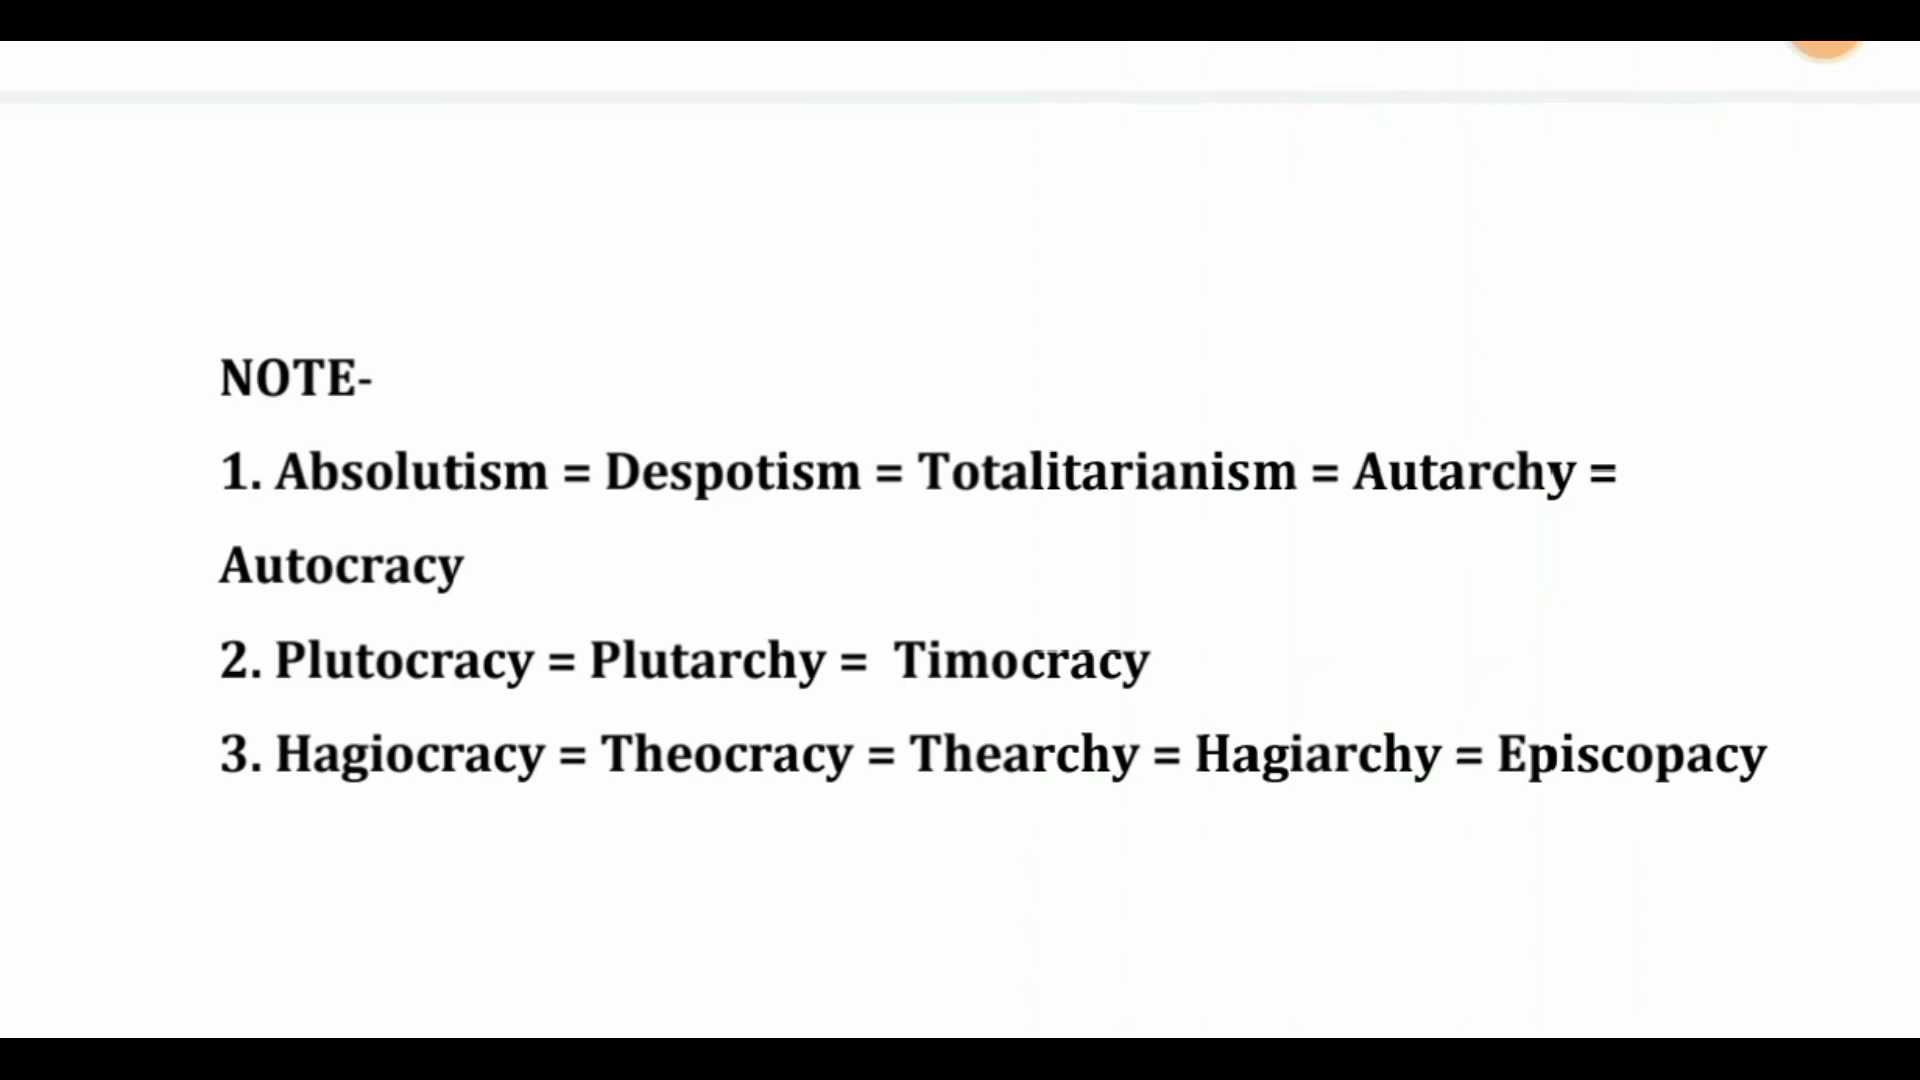 NOTE-
1. Absolutism = Despotism = Totalitarianism = Autarchy =
Autocracy
2. Plutocracy = Plutarchy = Timocracy
3. Hagiocracy = Theocracy = Thearchy = Hagiarchy = Episcopacy